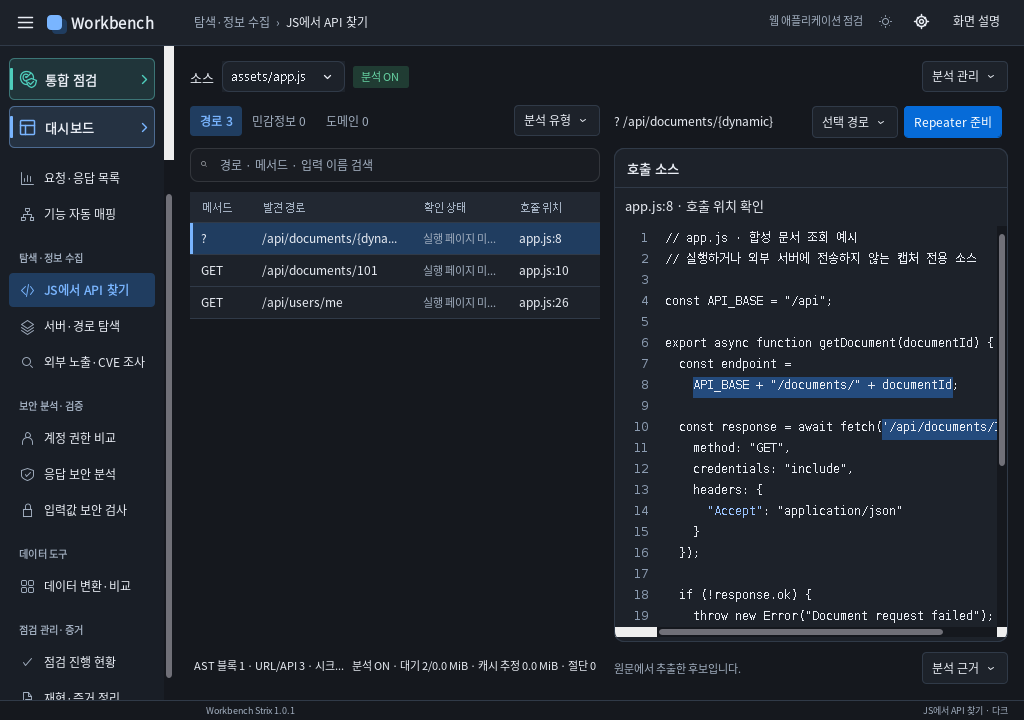 Workbench
탐색·정보 수집 › JS에서 API 찾기
웹 애플리케이션 점검
화면 설명
통합 점검
대시보드
요청·응답 목록
기능 자동 매핑
탐색·정보 수집
JS에서 API 찾기
서버·경로 탐색
외부 노출·CVE 조사
보안 분석·검증
계정 권한 비교
응답 보안 분석
입력값 보안 검사
데이터 도구
데이터 변환·비교
점검 관리·증거
점검 진행 현황
재현·증거 정리
소스 assets/app.js 분석 ON
분석 관리
경로 3 민감정보 0 도메인 0
분석 유형
경로 · 메서드 · 입력 이름 검색
메서드 발견 경로 확인 상태 호출 위치
? /api/documents/{dyna... 실행 페이지 미... app.js:8
GET /api/documents/101 실행 페이지 미... app.js:10
GET /api/users/me 실행 페이지 미... app.js:26
AST 블록 1 · URL/API 3 · 시크... 분석 ON · 대기 2/0.0 MiB · 캐시 추정 0.0 MiB · 절단 0
? /api/documents/{dynamic}
선택 경로
Repeater 준비
호출 소스
app.js:8 · 호출 위치 확인
1 // app.js · 합성 문서 조회 예시
2 // 실행하거나 외부 서버에 전송하지 않는 캡처 전용 소스
3
4 const API_BASE = "/api";
5
6 export async function getDocument(documentId) {
7 const endpoint =
8 API_BASE + "/documents/" + documentId;
9
10 const response = await fetch('/api/documents/
11 method: "GET",
12 credentials: "include",
13 headers: {
14 "Accept": "application/json"
15 }
16 });
17
18 if (!response.ok) {
19 throw new Error("Document request failed");
원문에서 추출한 후보입니다.
분석 근거
Workbench Strix 1.0.1
JS에서 API 찾기 · 다크